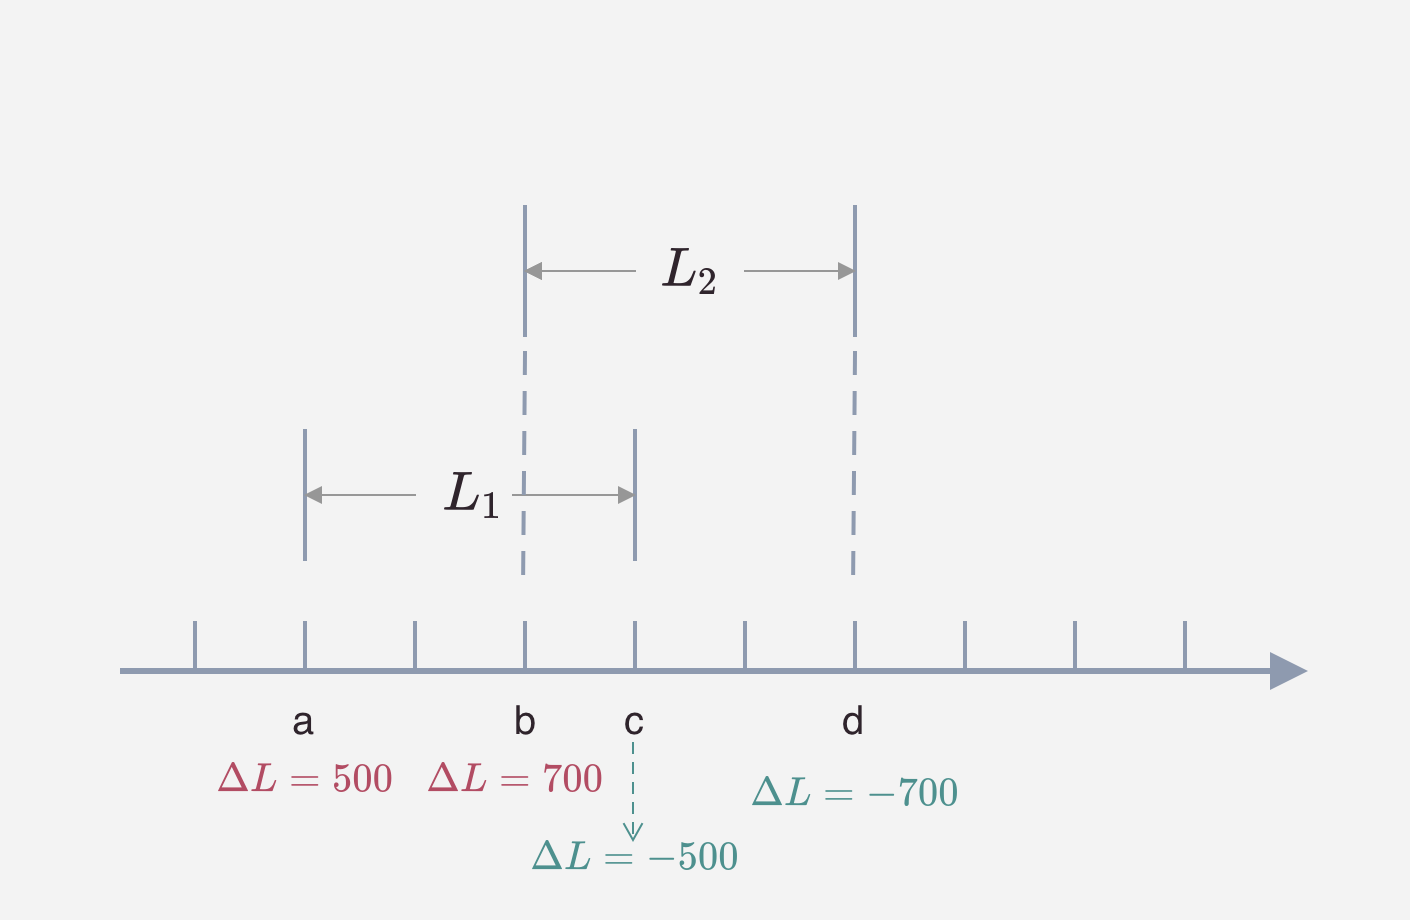 L₂
L₁
a b c d
ΔL = 500 ΔL = 700 ΔL = −700
ΔL = −500